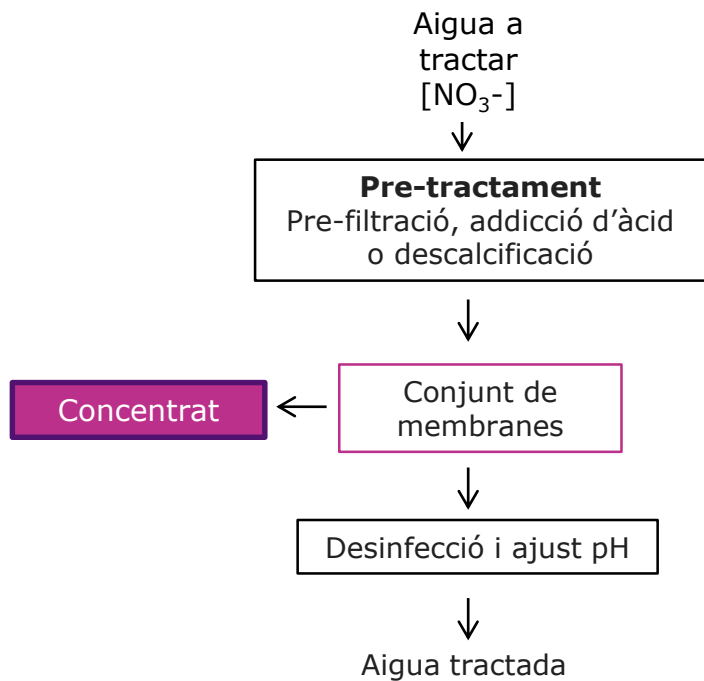 Aigua a
tractar
[NO₃-]
Pre-tractament
Pre-filtració, addicció d'àcid
o descalcificació
Concentrat
Conjunt de
membranes
Desinfecció i ajust pH
Aigua tractada